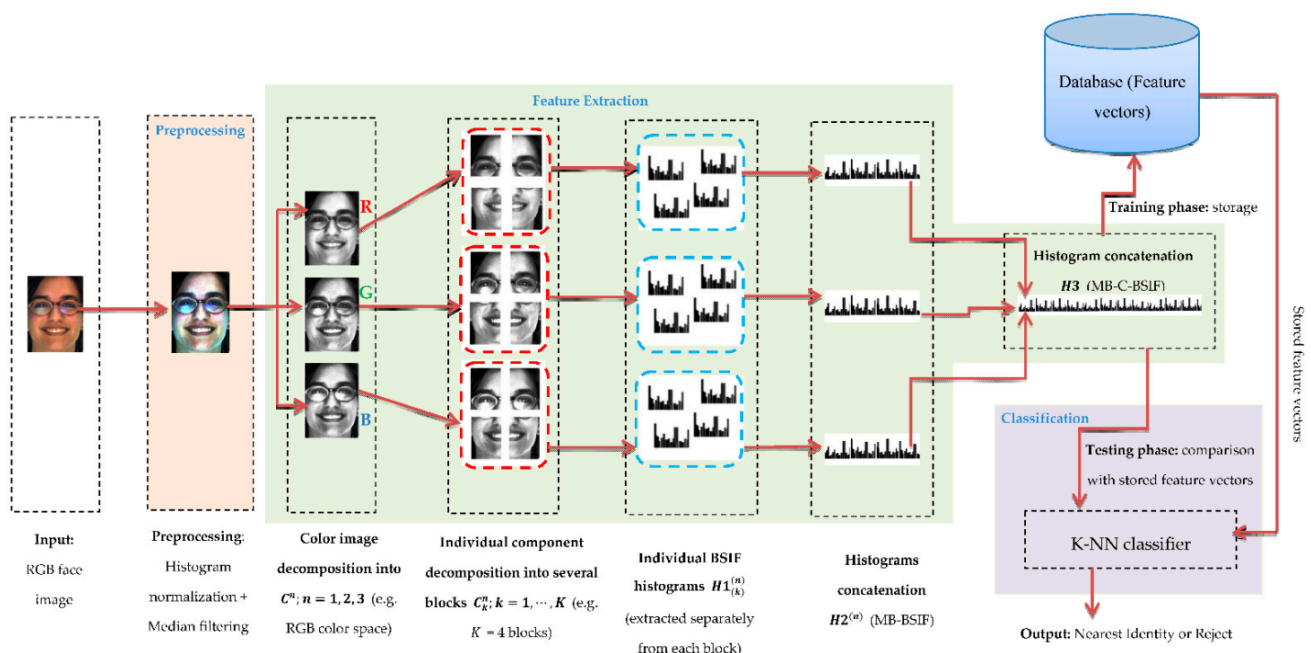 Feature Extraction
Preprocessing
Database (Feature
vectors)
R
G
B
Training phase: storage
Histogram concatenation
H3 (MB-C-BSIF)
Stored feature vectors
Classification
Testing phase: comparison
with stored feature vectors
K-NN classifier
Output: Nearest Identity or Reject
Input:
RGB face
image
Preprocessing:
Histogram
normalization +
Median filtering
Color image
decomposition into
Cⁿ; n = 1, 2, 3 (e.g.
RGB color space)
Individual component
decomposition into several
blocks Cₖⁿ; k = 1, ⋯, K (e.g.
K = 4 blocks)
Individual BSIF
histograms H1₍ₖ₎⁽ⁿ⁾
(extracted separately
from each block)
Histograms
concatenation
H2⁽ⁿ⁾ (MB-BSIF)